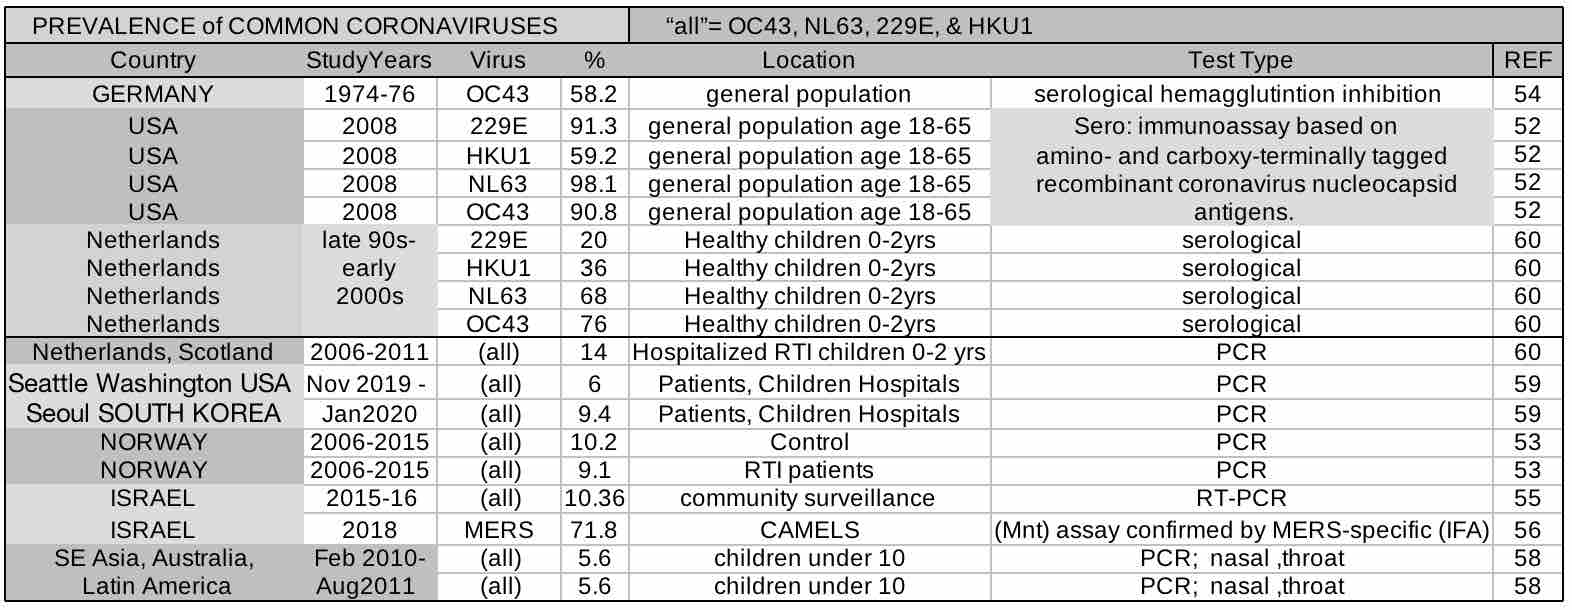 PREVALENCE of COMMON CORONAVIRUSES “all”= OC43, NL63, 229E, & HKU1
Country StudyYears Virus % Location Test Type REF
GERMANY 1974-76 OC43 58.2 general population serological hemagglutintion inhibition 54
USA 2008 229E 91.3 general population age 18-65 Sero: immunoassay based on 52
USA 2008 HKU1 59.2 general population age 18-65 amino- and carboxy-terminally tagged 52
USA 2008 NL63 98.1 general population age 18-65 recombinant coronavirus nucleocapsid 52
USA 2008 OC43 90.8 general population age 18-65 antigens. 52
Netherlands late 90s- 229E 20 Healthy children 0-2yrs serological 60
Netherlands early HKU1 36 Healthy children 0-2yrs serological 60
Netherlands 2000s NL63 68 Healthy children 0-2yrs serological 60
Netherlands OC43 76 Healthy children 0-2yrs serological 60
Netherlands, Scotland 2006-2011 (all) 14 Hospitalized RTI children 0-2 yrs PCR 60
Seattle Washington USA Nov 2019 - (all) 6 Patients, Children Hospitals PCR 59
Seoul SOUTH KOREA Jan2020 (all) 9.4 Patients, Children Hospitals PCR 59
NORWAY 2006-2015 (all) 10.2 Control PCR 53
NORWAY 2006-2015 (all) 9.1 RTI patients PCR 53
ISRAEL 2015-16 (all) 10.36 community surveillance RT-PCR 55
ISRAEL 2018 MERS 71.8 CAMELS (Mnt) assay confirmed by MERS-specific (IFA) 56
SE Asia, Australia, Feb 2010- (all) 5.6 children under 10 PCR; nasal ,throat 58
Latin America Aug2011 (all) 5.6 children under 10 PCR; nasal ,throat 58